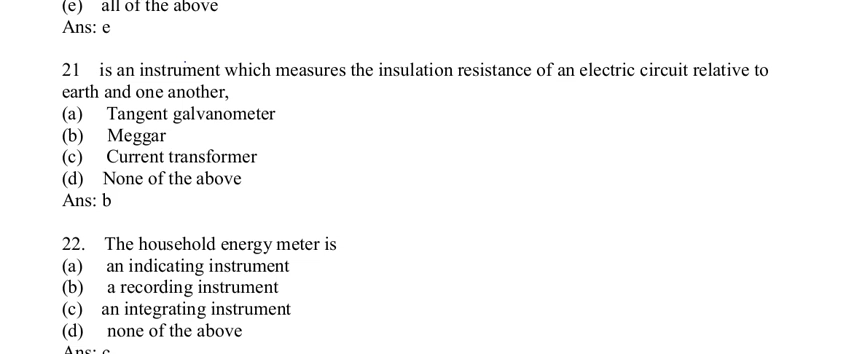 (e) all of the above
Ans: e
21 is an instrument which measures the insulation resistance of an electric circuit relative to
earth and one another,
(a) Tangent galvanometer
(b) Meggar
(c) Current transformer
(d) None of the above
Ans: b
22. The household energy meter is
(a) an indicating instrument
(b) a recording instrument
(c) an integrating instrument
(d) none of the above
Ans: c